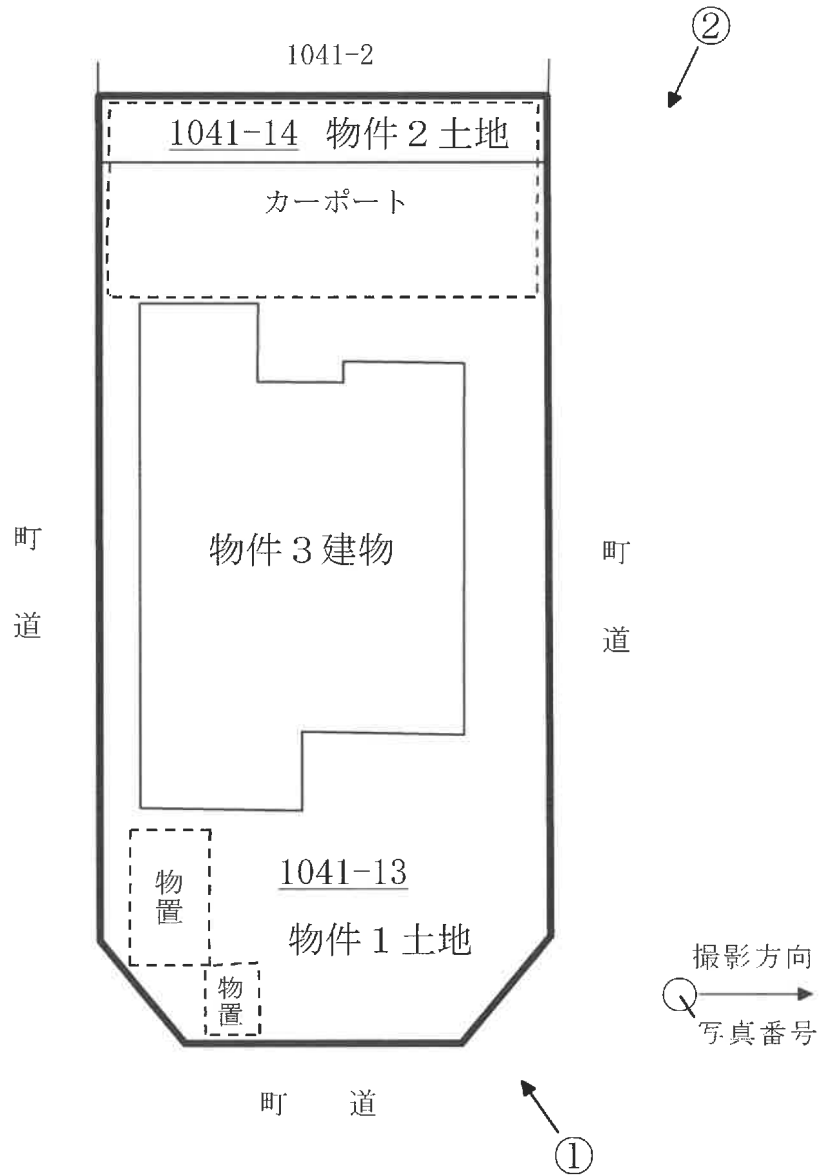 ②
1041-2
1041-14 物件2土地
カーポート
町道
物件3建物
町道
物置
1041-13
物件1土地
物置
撮影方向
写真番号
町道
①